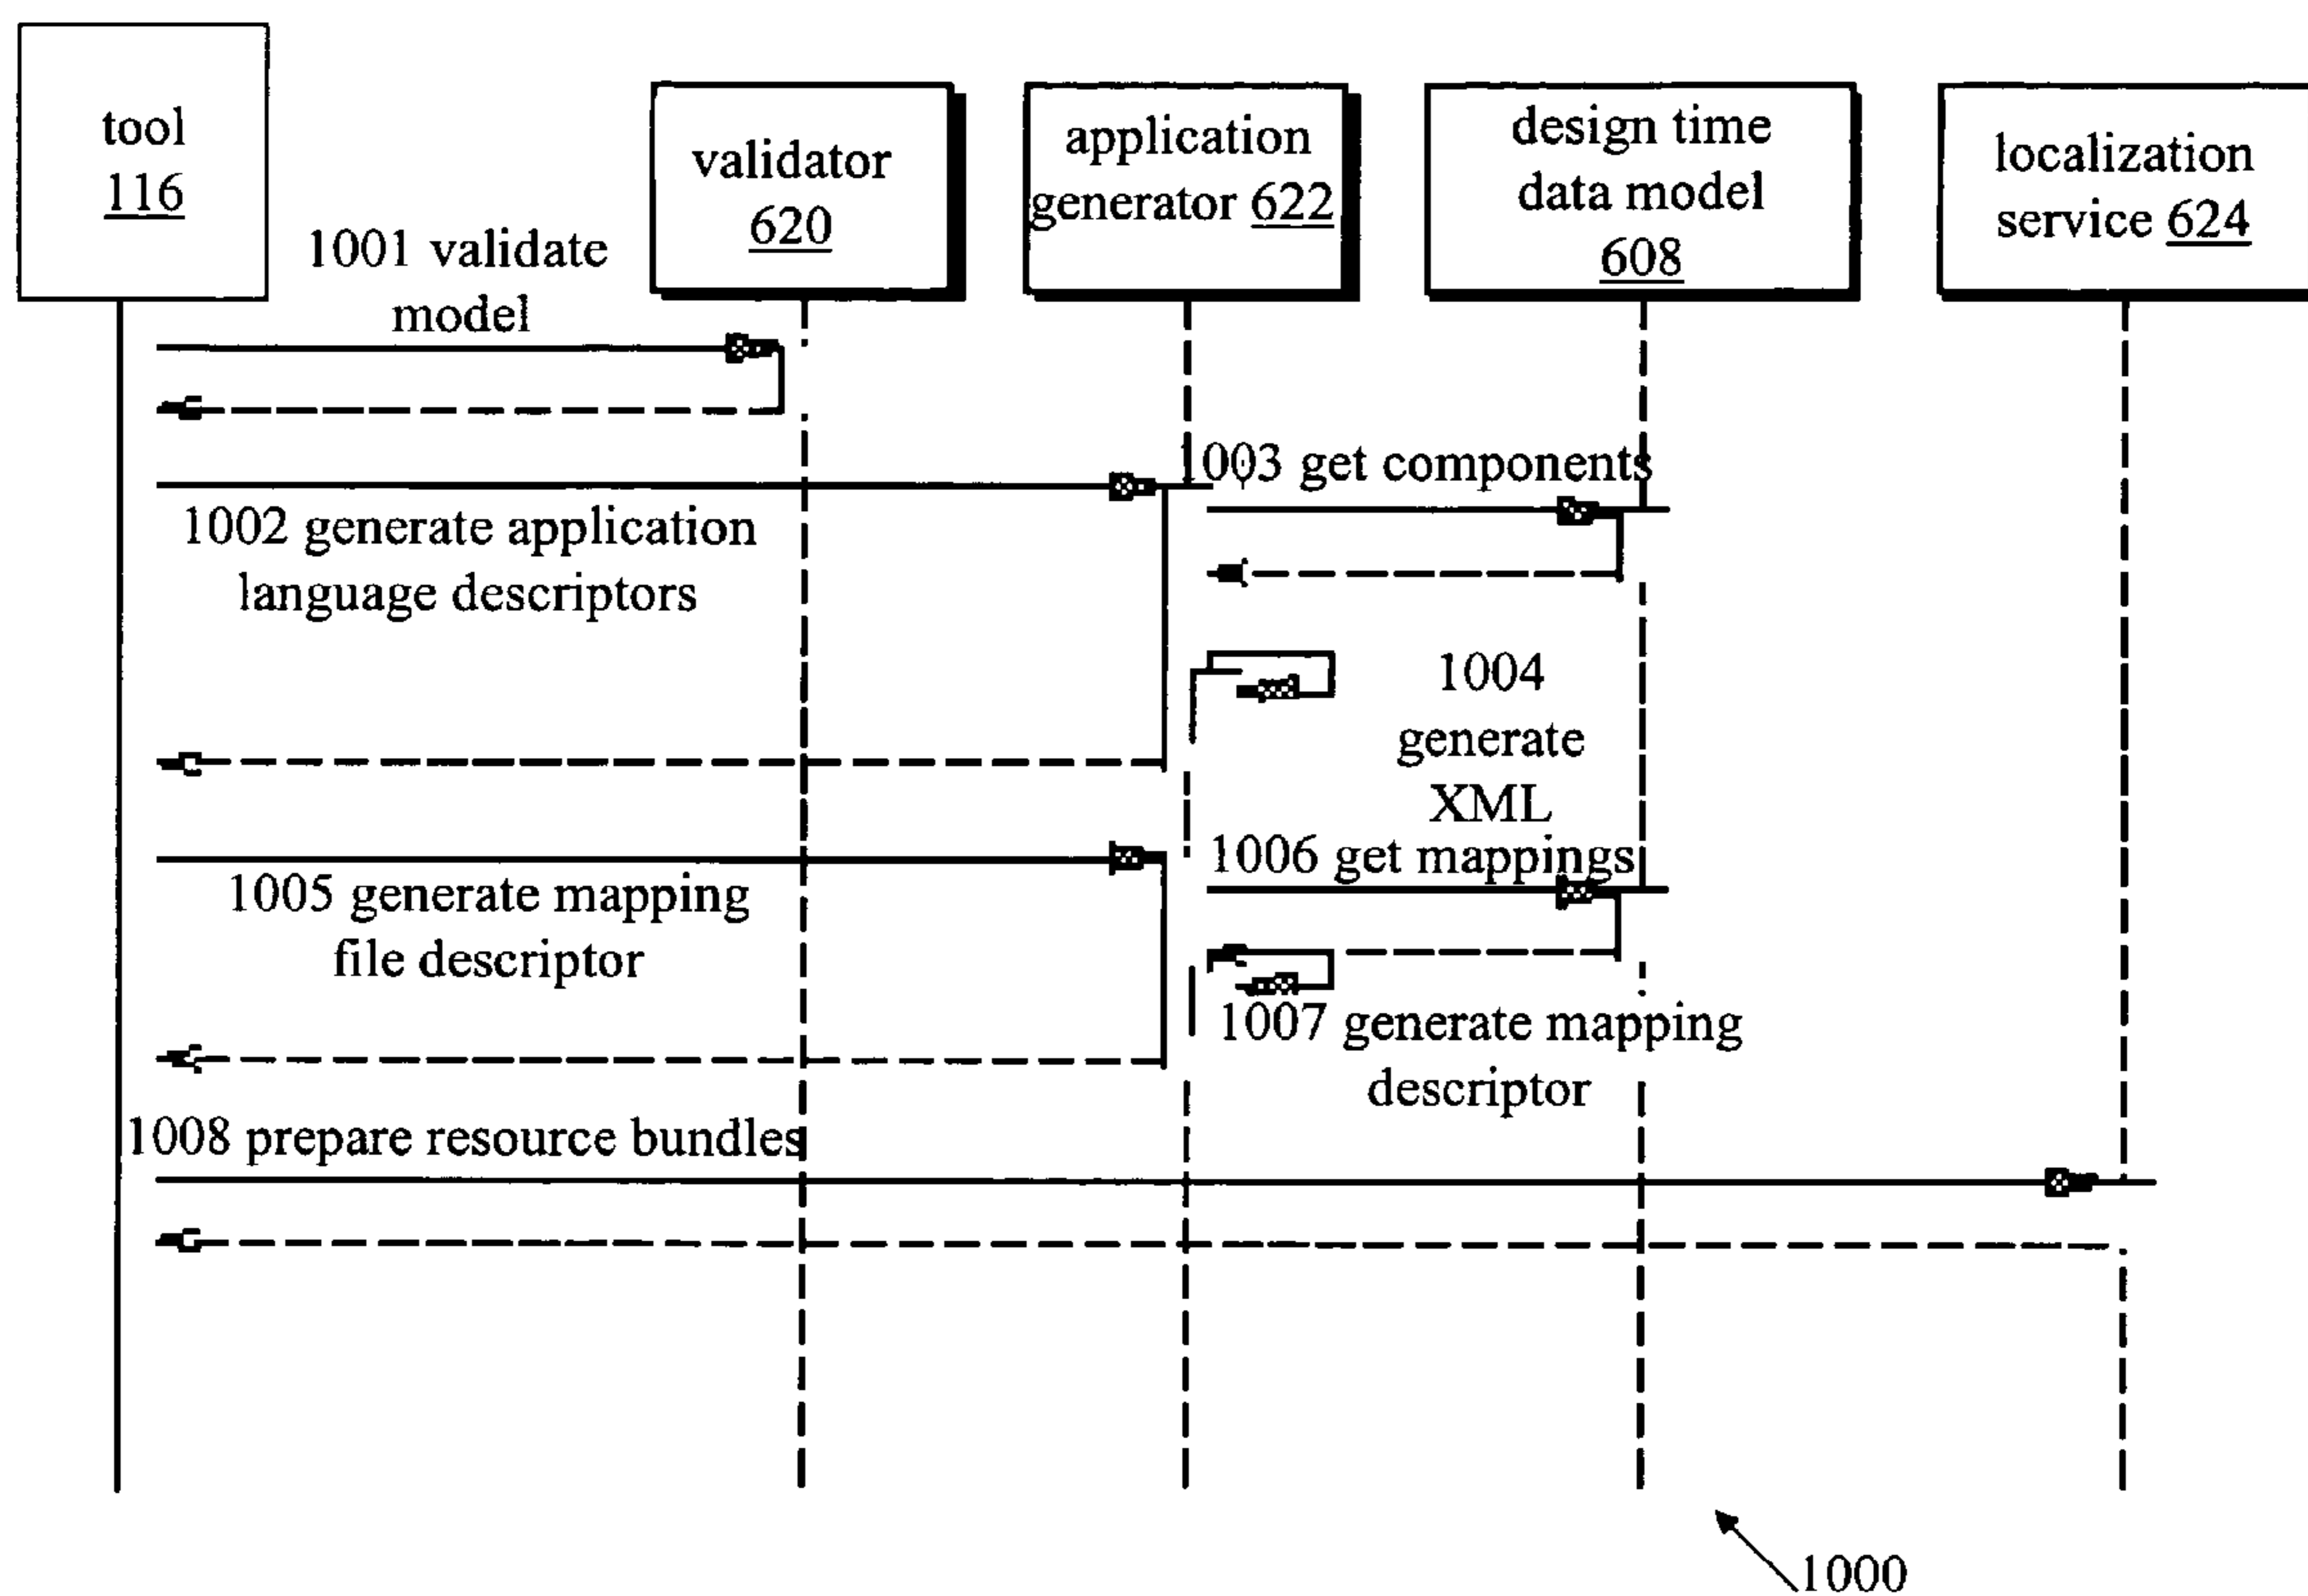 tool
116
validator
620
application
generator 622
design time
data model
608
localization
service 624
1001 validate
model
1003 get components
1002 generate application
language descriptors
1004
generate
XML
1006 get mappings
1005 generate mapping
file descriptor
1007 generate mapping
descriptor
1008 prepare resource bundles
1000